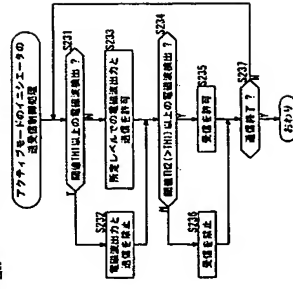 アクティブモードのイニシエータの
送受信制御処理
S231
閾値TH1以上の電磁波検出 ?
Y
N
S232
電磁波出力と
送信を禁止
S233
所定レベルでの電磁波出力と
送信を許可
S234
閾値TH2(>TH1)以上の電磁波検出 ?
N
Y
S235
受信を許可
S236
受信を禁止
S237
通信終了 ?
N
Y
おわり